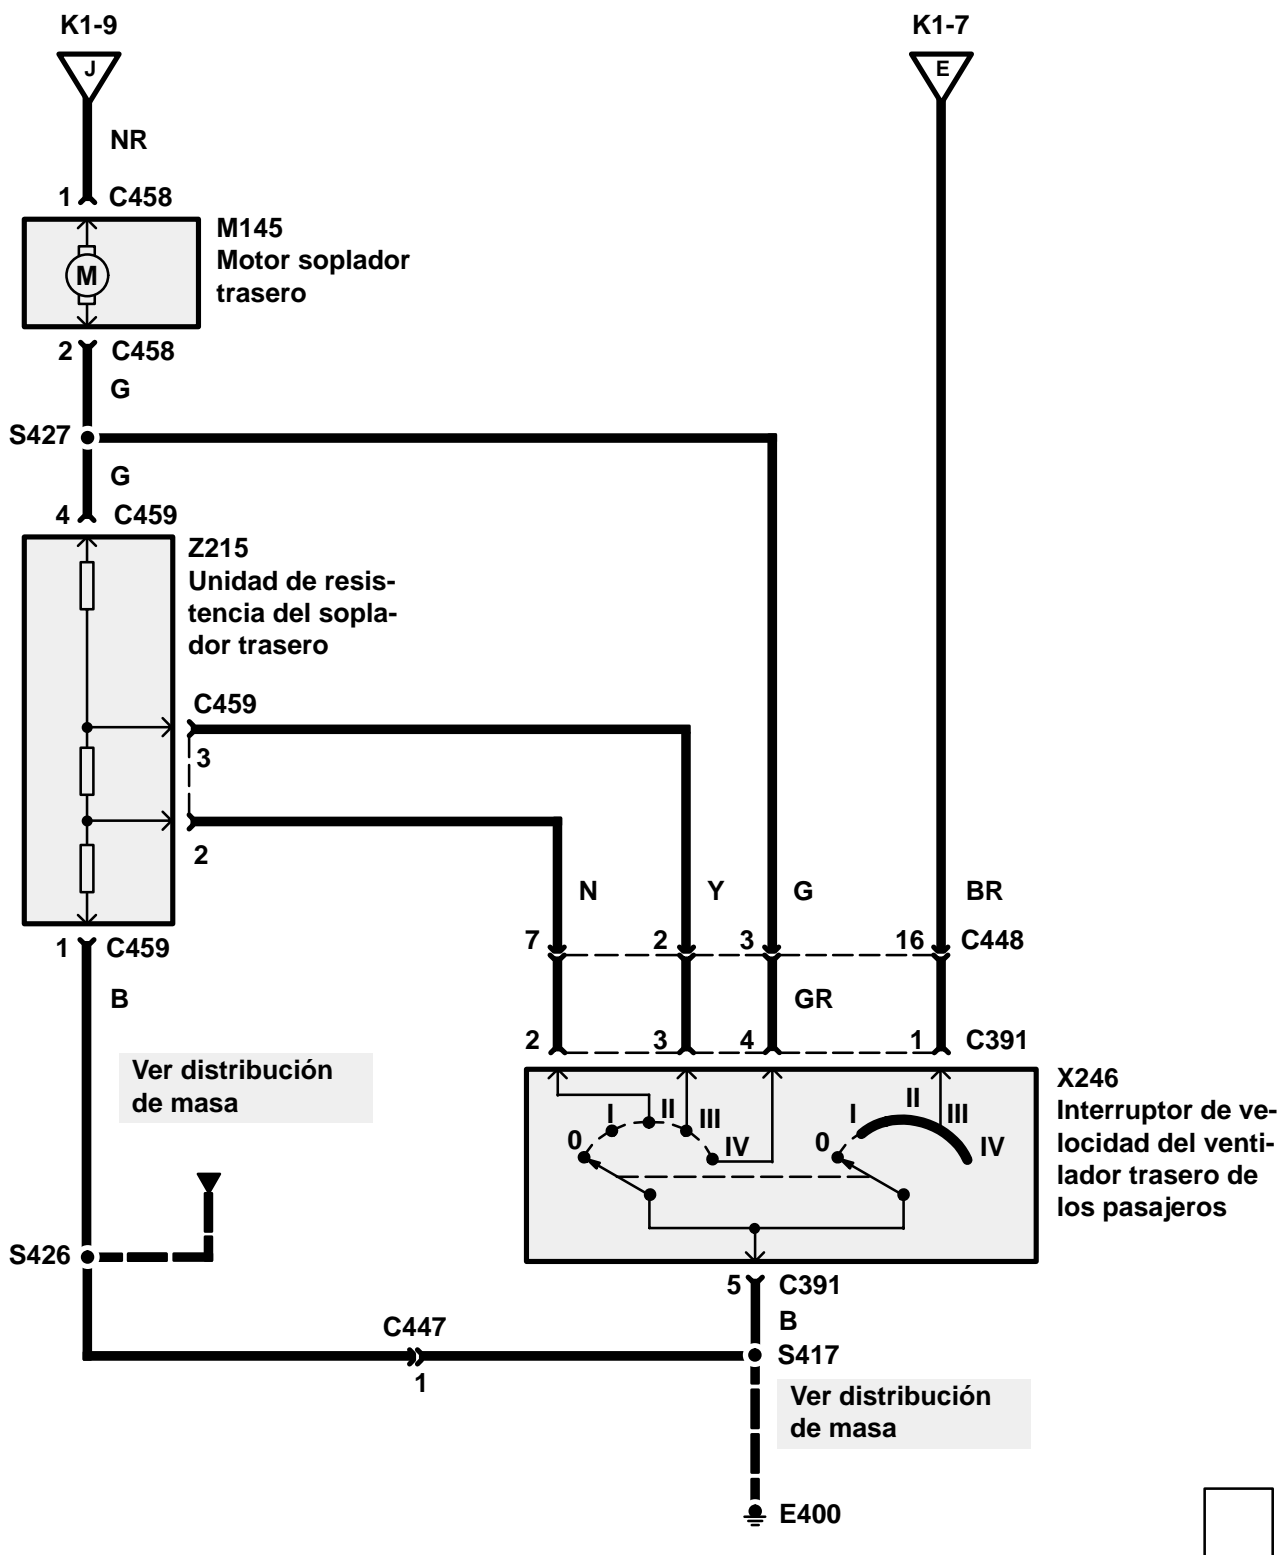 K1-9
K1-7
J
E
NR
1 C458
M145
Motor soplador
trasero
M
2 C458
G
S427
G
4 C459
Z215
Unidad de resis-
tencia del sopla-
dor trasero
C459
3
2
N Y G BR
7 2 3 16 C448
1 C459
B
GR
2 3 4 1 C391
Ver distribución
de masa
X246
Interruptor de ve-
locidad del venti-
lador trasero de
los pasajeros
0 I II III IV
0 I II III IV
S426
5 C391
B
C447
1
S417
Ver distribución
de masa
E400